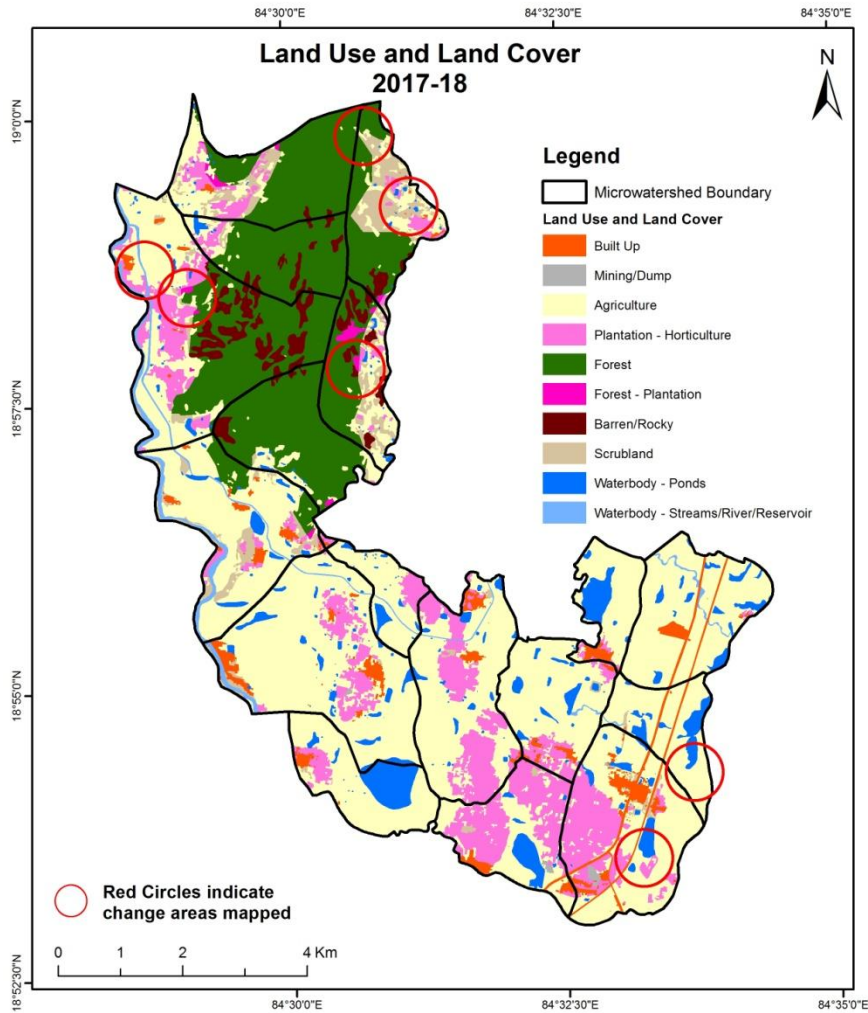 84°30'0"E
84°32'30"E
84°35'0"E
Land Use and Land Cover
2017-18
N
19°0'0"N
Legend
Microwatershed Boundary
Land Use and Land Cover
Built Up
Mining/Dump
Agriculture
Plantation - Horticulture
Forest
Forest - Plantation
Barren/Rocky
Scrubland
Waterbody - Ponds
Waterbody - Streams/River/Reservoir
18°57'30"N
18°55'0"N
Red Circles indicate
change areas mapped
0 1 2 4 Km
18°52'30"N
84°30'0"E
84°32'30"E
84°35'0"E